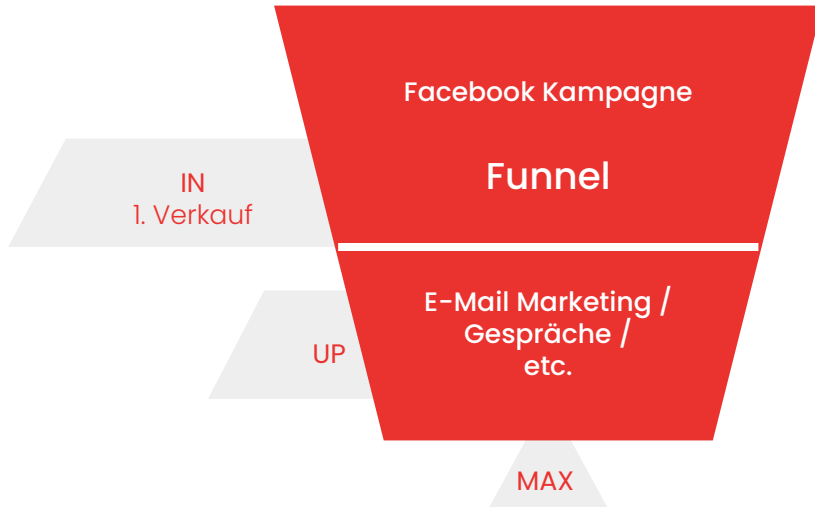 Facebook Kampagne
Funnel
IN
1. Verkauf
E-Mail Marketing /
Gespräche /
etc.
UP
MAX